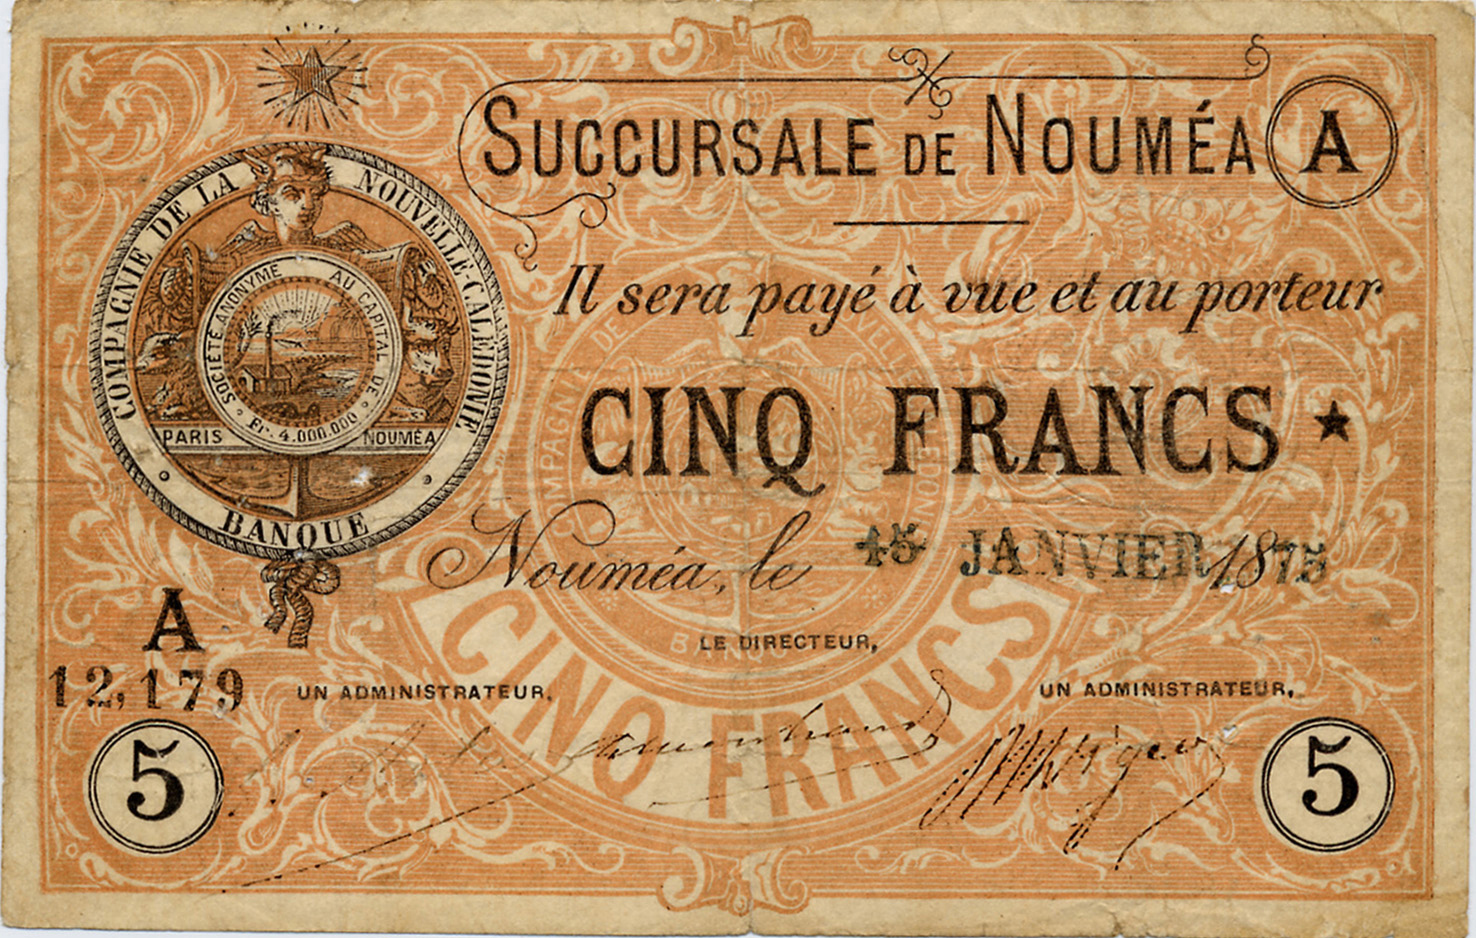 SUCCURSALE DE NOUMÉA A
COMPAGNIE DE LA NOUVELLE-CALÉDONIE
SOCIÉTÉ ANONYME AU CAPITAL DE
Fr. 4.000.000
PARIS NOUMÉA
BANQUE
Il sera payé à vue et au porteur
CINQ FRANCS ★
Nouméa, le 15 JANVIER 1875
A
12,179
LE DIRECTEUR,
UN ADMINISTRATEUR,
UN ADMINISTRATEUR,
CINQ FRANCS
BANQUE
5
5